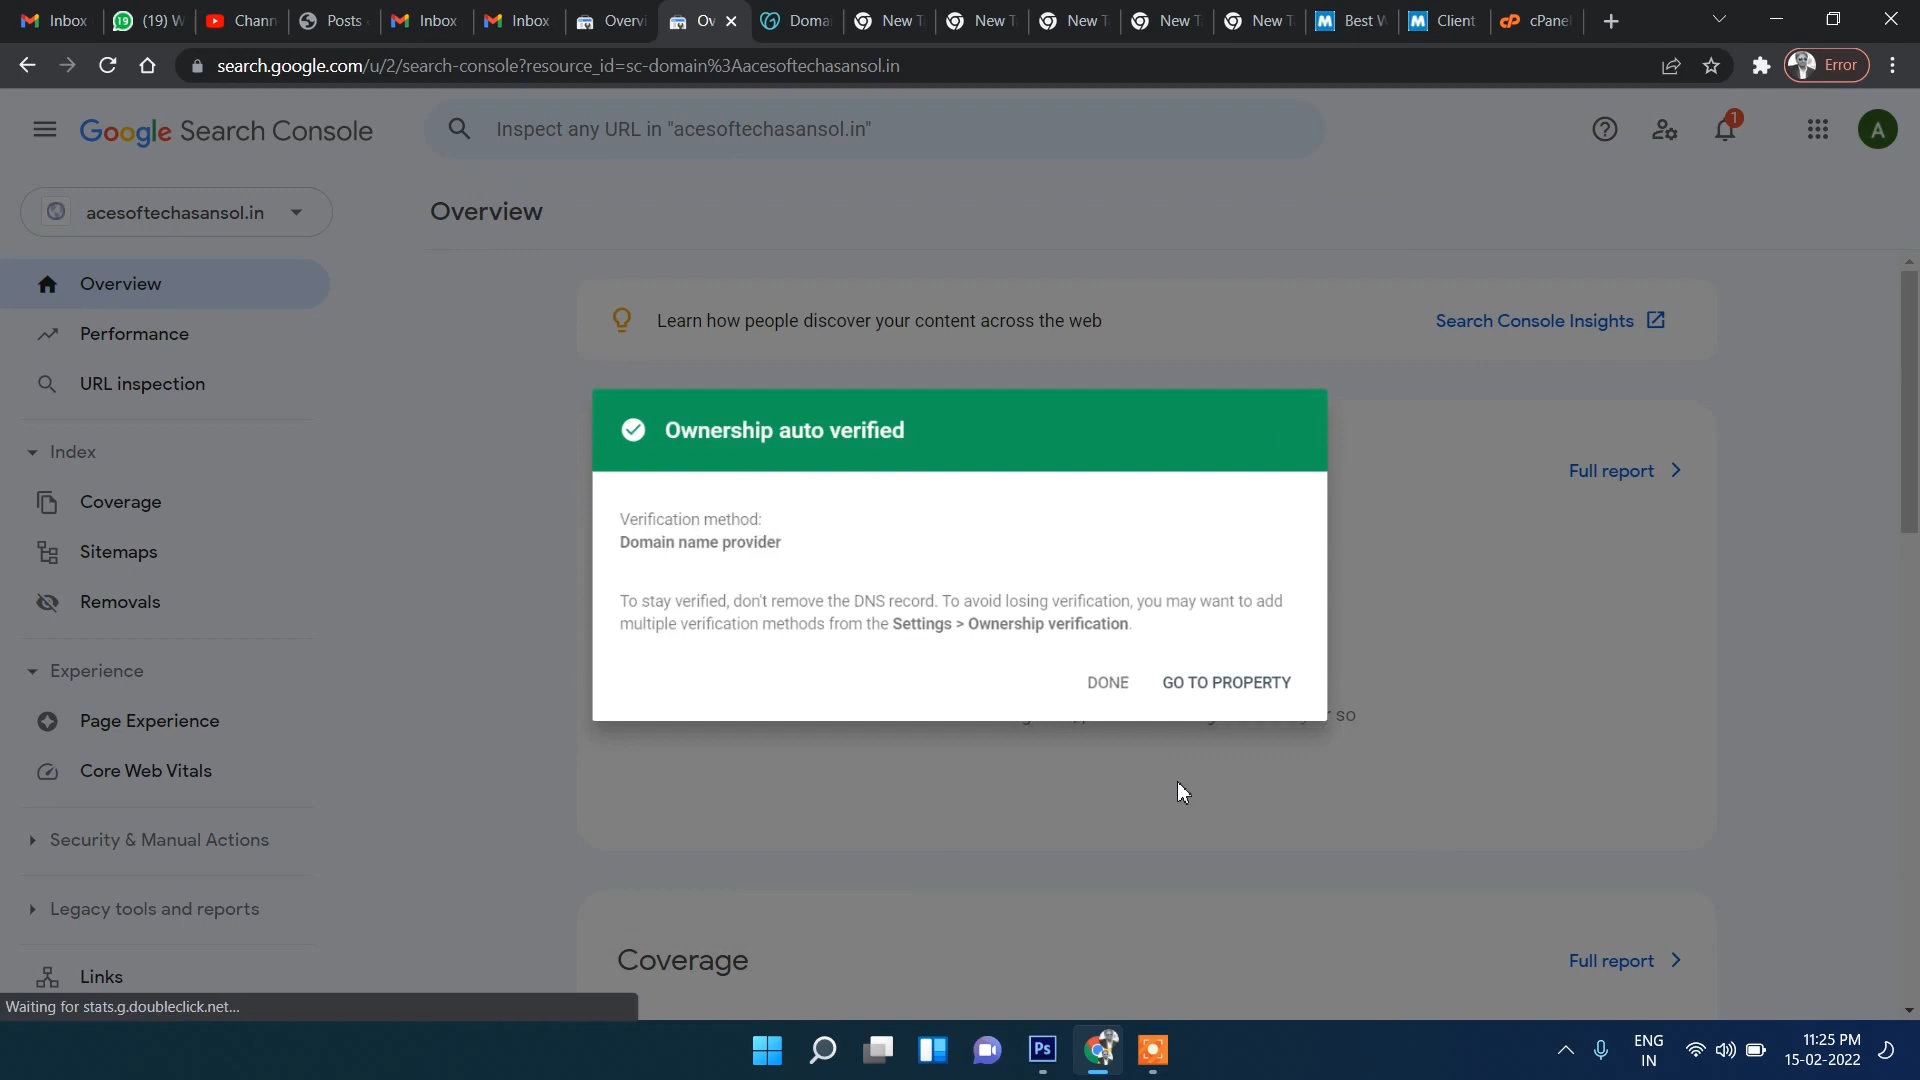 Inbox
(19) W
Chann
Posts
Inbox
Inbox
Overvi
Ov
Doma
New T
New T
New T
New T
New T
Best W
Client
cPanel
search.google.com/u/2/search-console?resource_id=sc-domain%3Aacesoftechasansol.in
Error
Google Search Console
Inspect any URL in "acesoftechasansol.in"
1
A
acesoftechasansol.in
Overview
Overview
Performance
URL inspection
Index
Coverage
Sitemaps
Removals
Experience
Page Experience
Core Web Vitals
Security & Manual Actions
Legacy tools and reports
Links
Learn how people discover your content across the web
Search Console Insights
Full report
Ownership auto verified
Verification method:
Domain name provider
To stay verified, don't remove the DNS record. To avoid losing verification, you may want to add
multiple verification methods from the Settings > Ownership verification.
DONE
GO TO PROPERTY
so
Coverage
Full report
Waiting for stats.g.doubleclick.net...
Ps
ENG
IN
11:25 PM
15-02-2022